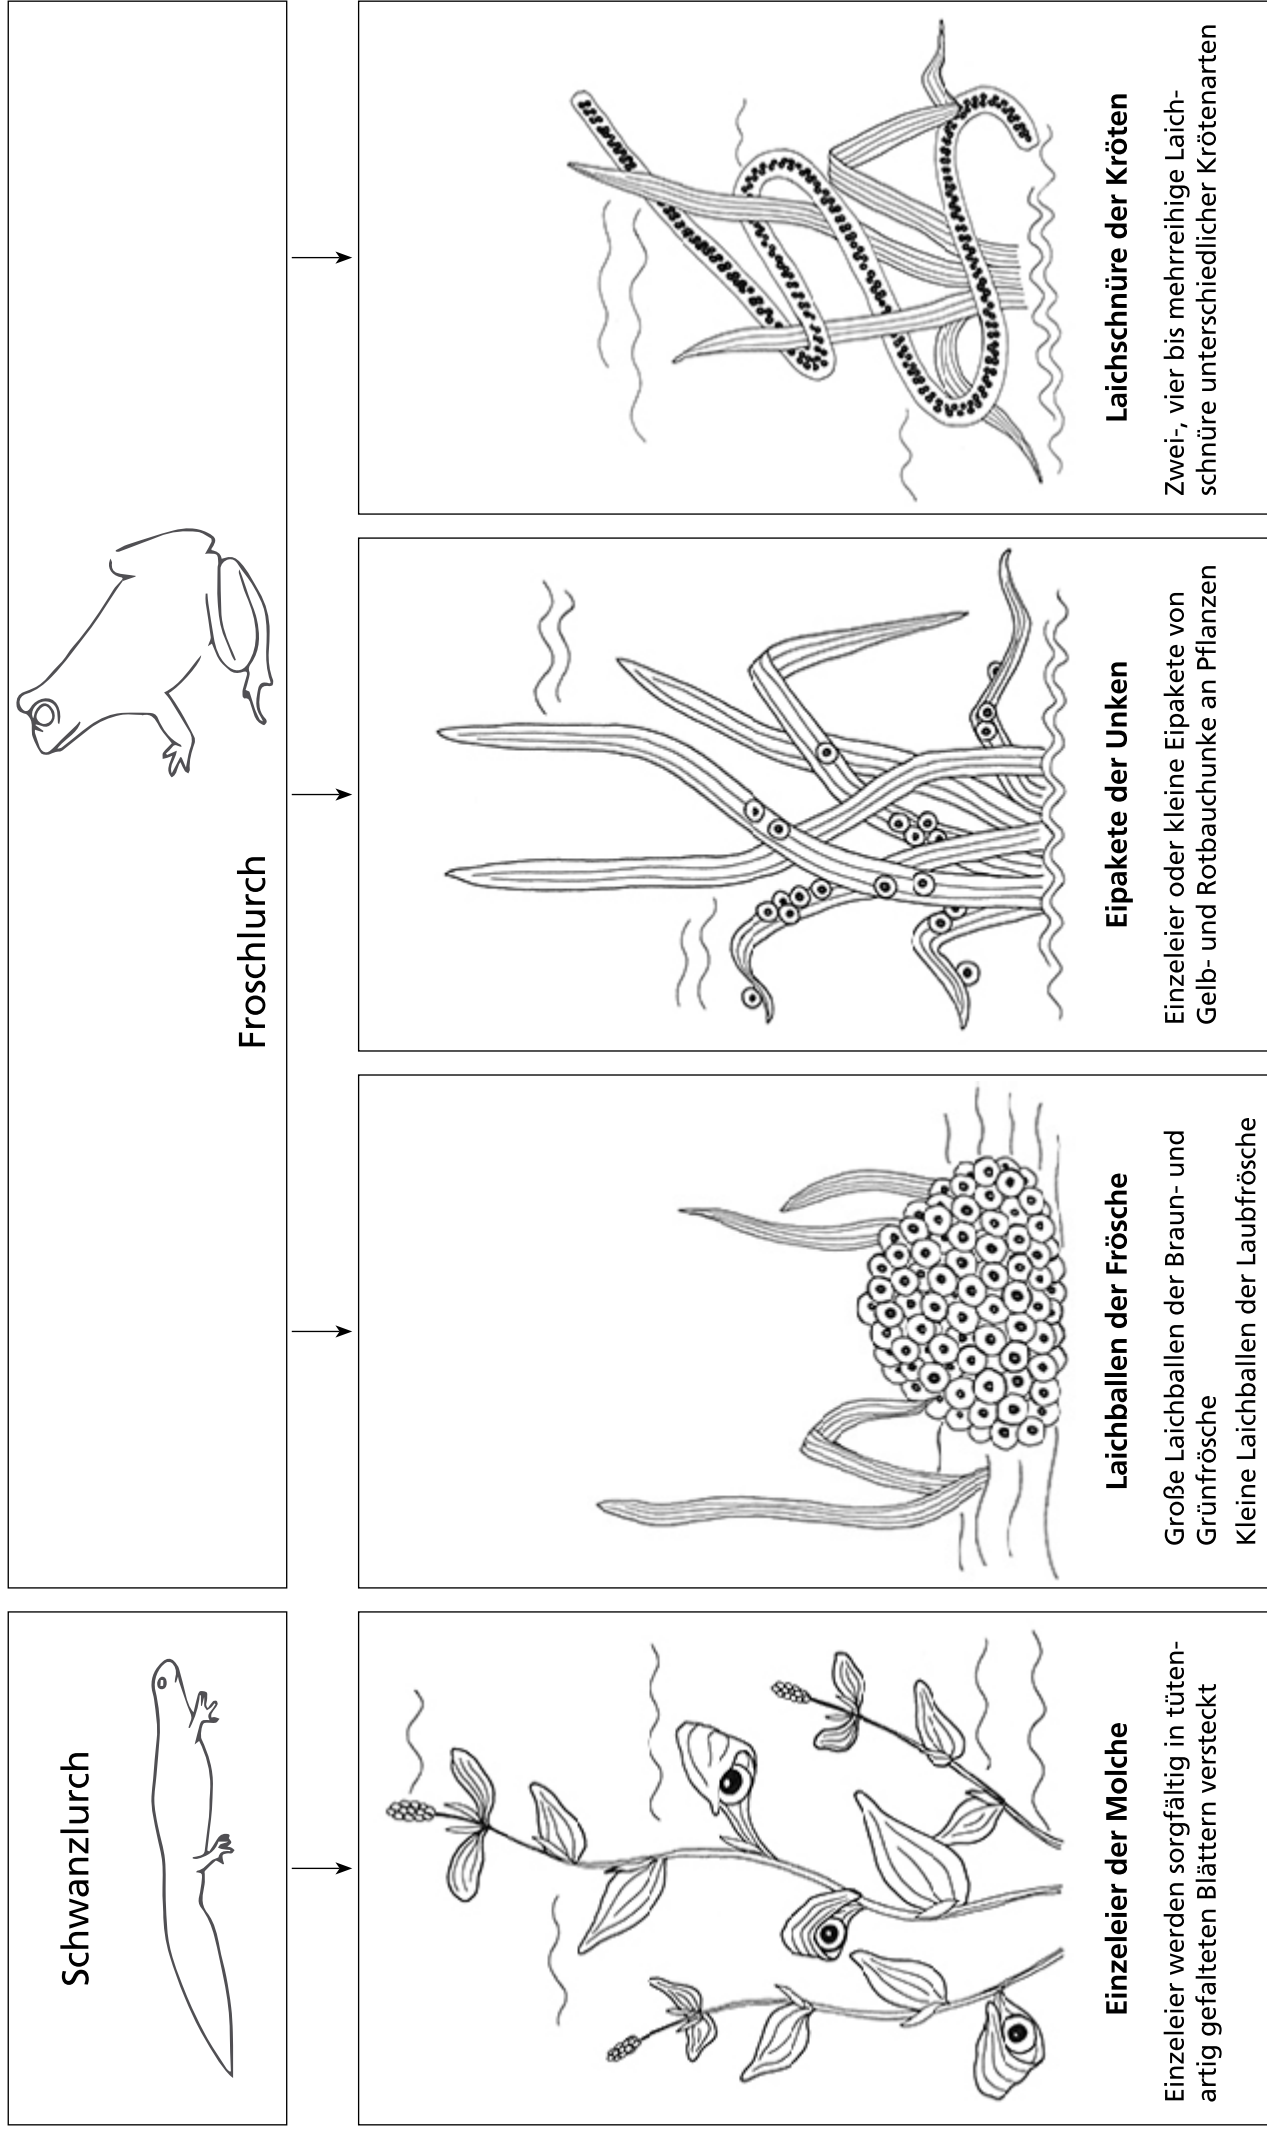 Schwanzlurch
Froschlurch
Einzeleier der Molche
Einzeleier werden sorgfältig in tüten-
artig gefalteten Blättern versteckt
Laichballen der Frösche
Große Laichballen der Braun- und
Grünfrösche
Kleine Laichballen der Laubfrösche
Eipakete der Unken
Einzeleier oder kleine Eipakete von
Gelb- und Rotbauchunke an Pflanzen
Laichschnüre der Kröten
Zwei-, vier bis mehrreihige Laich-
schnüre unterschiedlicher Krötenarten